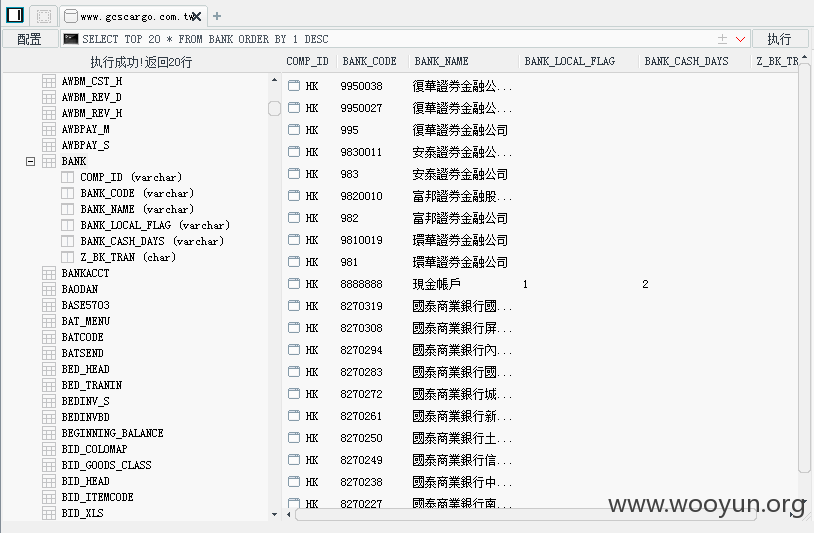 www.gcscargo.com.tw
配置
SELECT TOP 20 * FROM BANK ORDER BY 1 DESC
执行
执行成功!返回20行
AWBM_CST_H
AWBM_REV_D
AWBM_REV_H
AWBPAY_M
AWBPAY_S
BANK
COMP_ID (varchar)
BANK_CODE (varchar)
BANK_NAME (varchar)
BANK_LOCAL_FLAG (varchar)
BANK_CASH_DAYS (varchar)
Z_BK_TRAN (char)
BANKACCT
BAODAN
BASE5703
BAT_MENU
BATCODE
BATSEND
BED_HEAD
BED_TRANIN
BEDINV_S
BEDINVBD
BEGINNING_BALANCE
BID_COLOMAP
BID_GOODS_CLASS
BID_HEAD
BID_ITEMCODE
BID_XLS
COMP_ID BANK_CODE BANK_NAME BANK_LOCAL_FLAG BANK_CASH_DAYS Z_BK_TR
HK 9950038 復華證券金融公...
HK 9950027 復華證券金融公...
HK 995 復華證券金融公司
HK 9830011 安泰證券金融公...
HK 983 安泰證券金融公司
HK 9820010 富邦證券金融股...
HK 982 富邦證券金融公司
HK 9810019 環華證券金融公司
HK 981 環華證券金融公司
HK 8888888 現金帳戶 1 2
HK 8270319 國泰商業銀行國...
HK 8270308 國泰商業銀行屏...
HK 8270294 國泰商業銀行內...
HK 8270283 國泰商業銀行國...
HK 8270272 國泰商業銀行城...
HK 8270261 國泰商業銀行新...
HK 8270250 國泰商業銀行土...
HK 8270249 國泰商業銀行信...
HK 8270238 國泰商業銀行中...
HK 8270227 國泰商業銀行南...
www.wooyun.org